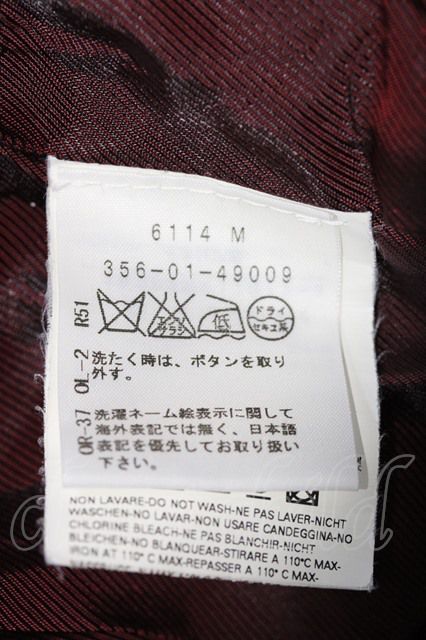 6114 M
356-01-49009
エンソ
サラシ
低
ドライ
セキユ系
R51
OL-2
OR-37
洗たく時は、ボタンを取り
外す。
洗濯ネーム絵表示に関して
海外表記では無く、日本語
表記を優先してお取り扱い
下さい。
NON LAVARE-DO NOT WASH-NE PAS LAVER-NICHT
WASCHEN-NO LAVAR-NON USARE CANDEGGINA-NO
CHLORINE BLEACH-NE PAS BLANCHIR-NICHT
BLEICHEN-NO BLANQUEAR-STIRARE A 110°C MAX-
IRON AT 110°C MAX-REPASSER A 110°C MAX-